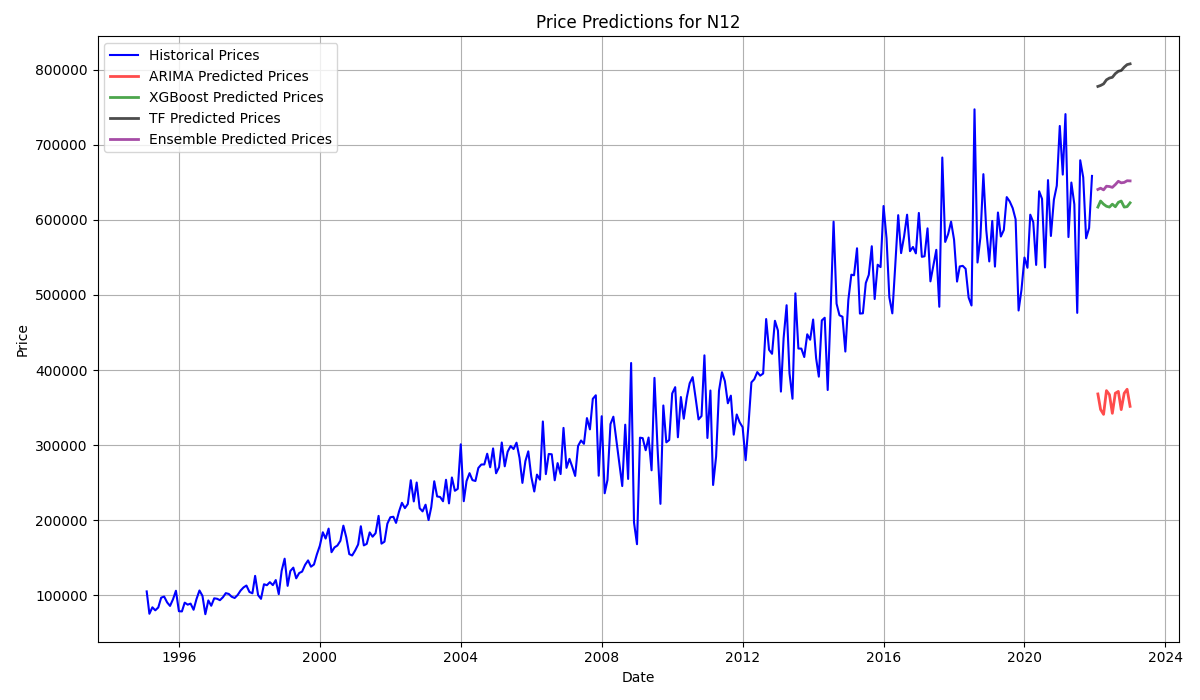 Price Predictions for N12
Historical Prices
ARIMA Predicted Prices
XGBoost Predicted Prices
TF Predicted Prices
Ensemble Predicted Prices
800000
700000
600000
500000
400000
300000
200000
100000
Price
1996
2000
2004
2008
2012
2016
2020
2024
Date